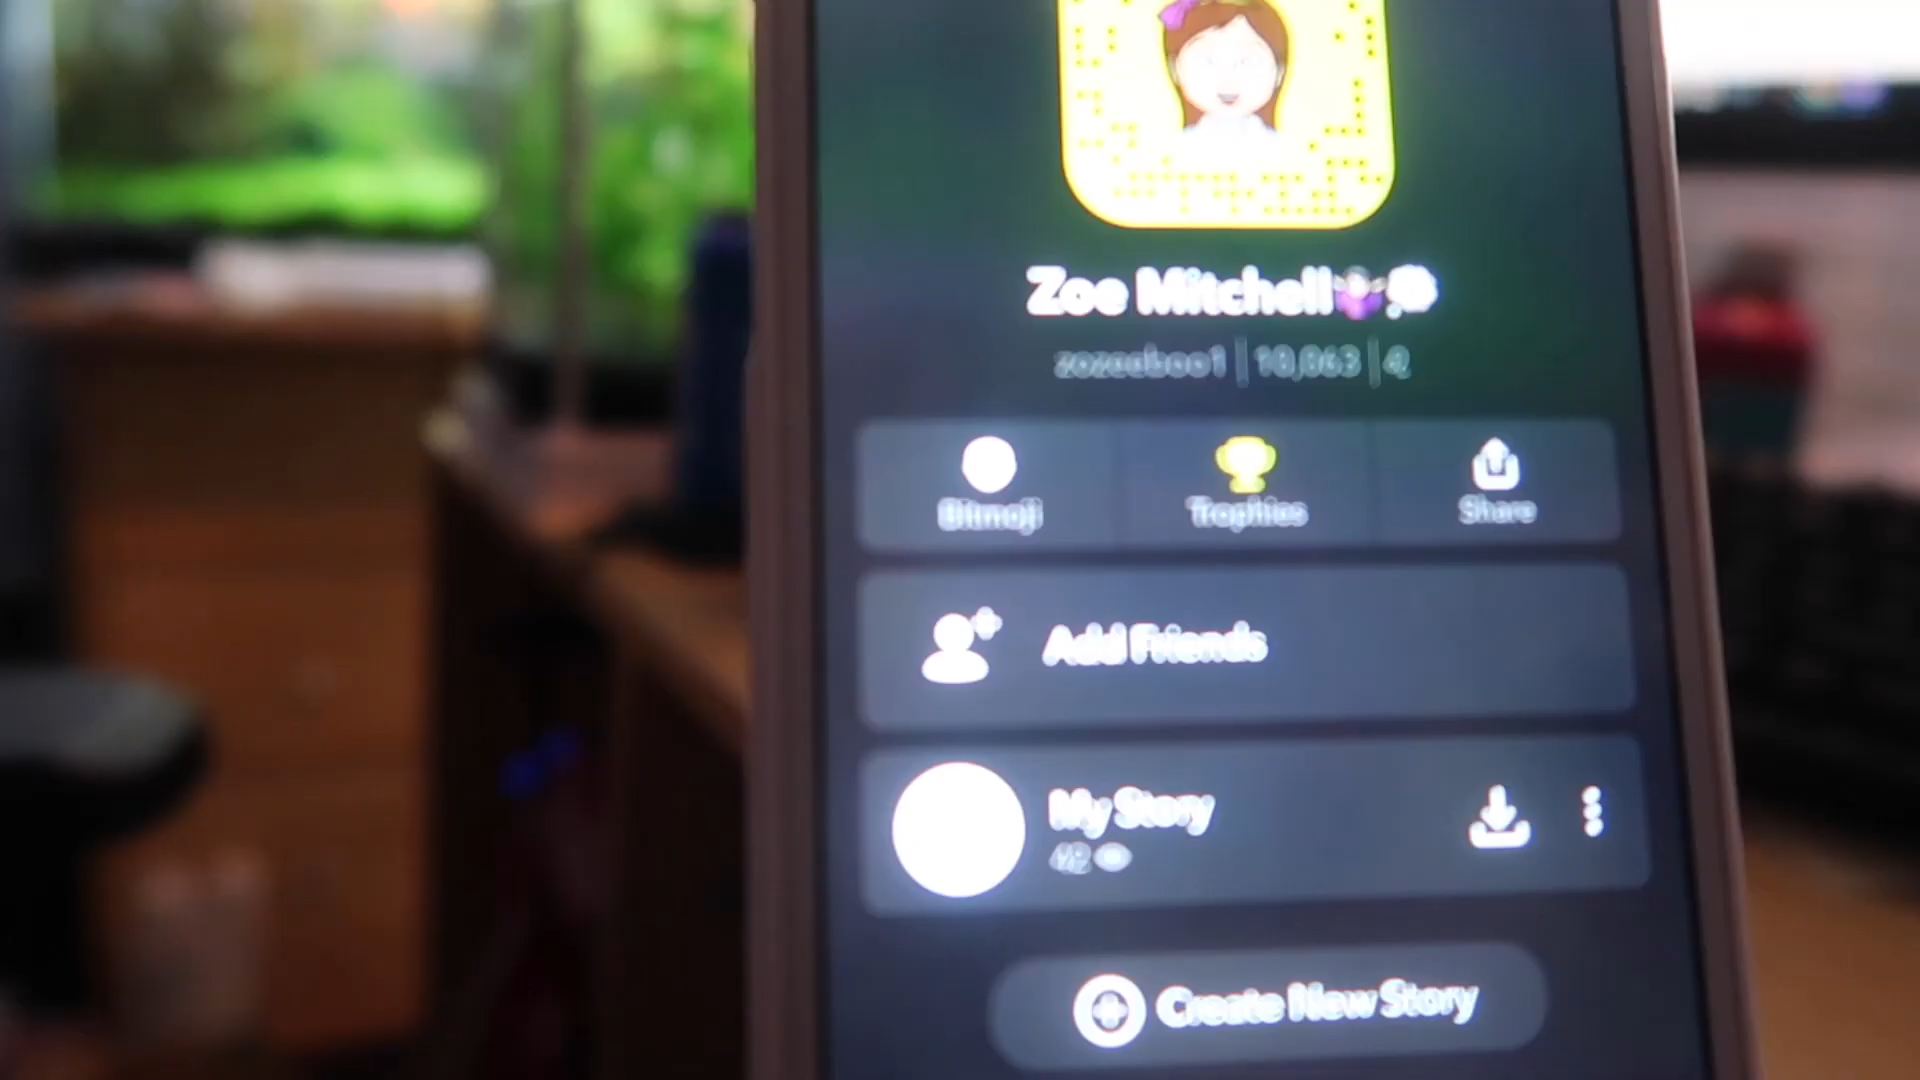 Zoe Mitchell
Bitmoji
Trophies
Share
Add Friends
My Story
Create New Story